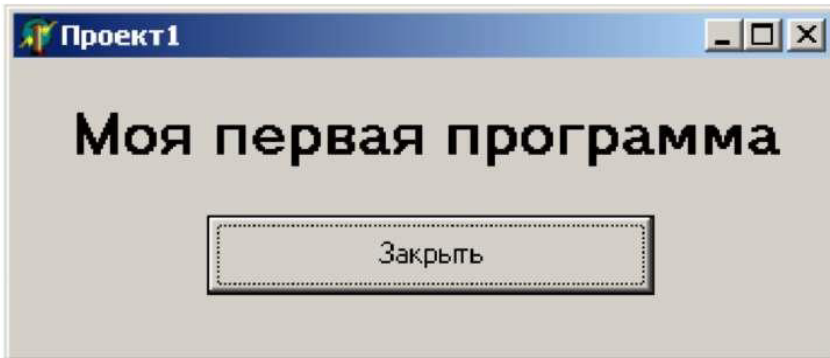 Проект1
Моя первая программа
Закрыть